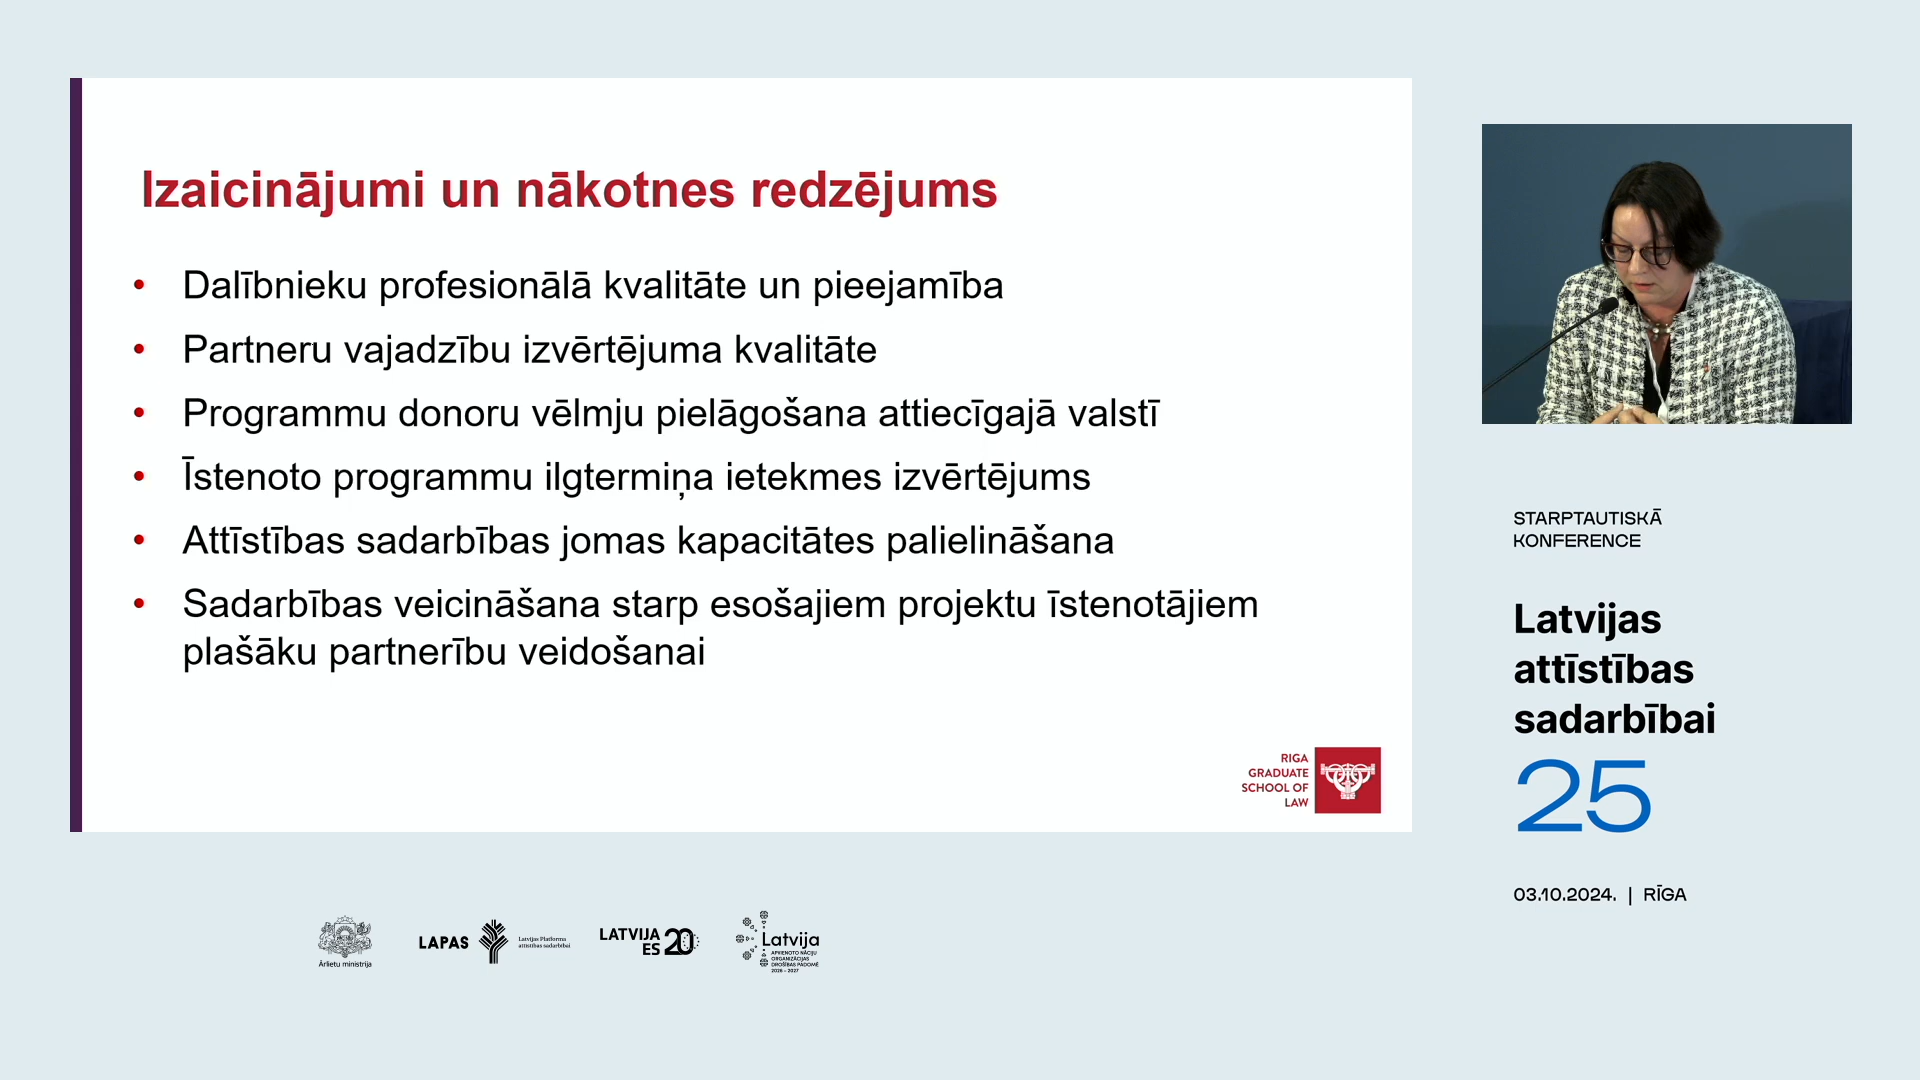 Izaicinājumi un nākotnes redzējums
• Dalībnieku profesionālā kvalitāte un pieejamība
• Partneru vajadzību izvērtējuma kvalitāte
• Programmu donoru vēlmju pielāgošana attiecīgajā valstī
• Īstenoto programmu ilgtermiņa ietekmes izvērtējums
• Attīstības sadarbības jomas kapacitātes palielināšana
• Sadarbības veicināšana starp esošajiem projektu īstenotājiem
plašāku partnerību veidošanai
RIGA
GRADUATE
SCHOOL OF
LAW
STARPTAUTISKĀ
KONFERENCE
Latvijas
attīstības
sadarbībai
25
03.10.2024. | RĪGA
Ārlietu ministrija
LAPAS
Latvijas Platforma
attīstības sadarbībai
LATVIJA
ES 20
Latvija
APVIENOTO NĀCIJU
ORGANIZĀCIJAS
DROŠĪBAS PADOMĒ
2026 – 2027